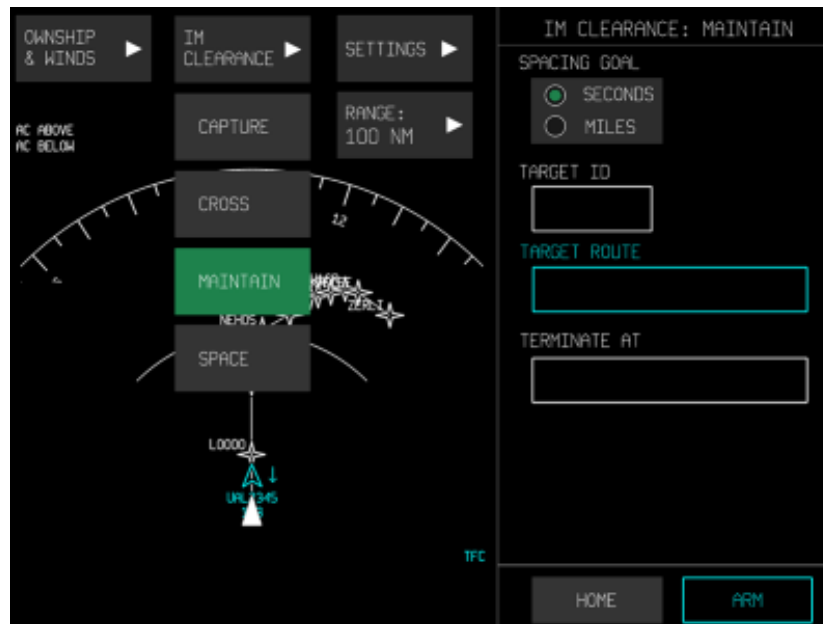 OWNSHIP
& WINDS
IM
CLEARANCE
SETTINGS
CAPTURE
RANGE:
100 NM
AC ABOVE
AC BELOW
CROSS
12
MAINTAIN
ZERLI
NEHOS
SPACE
L0000
TFC
IM CLEARANCE: MAINTAIN
SPACING GOAL
SECONDS
MILES
TARGET ID
TARGET ROUTE
TERMINATE AT
HOME
ARM